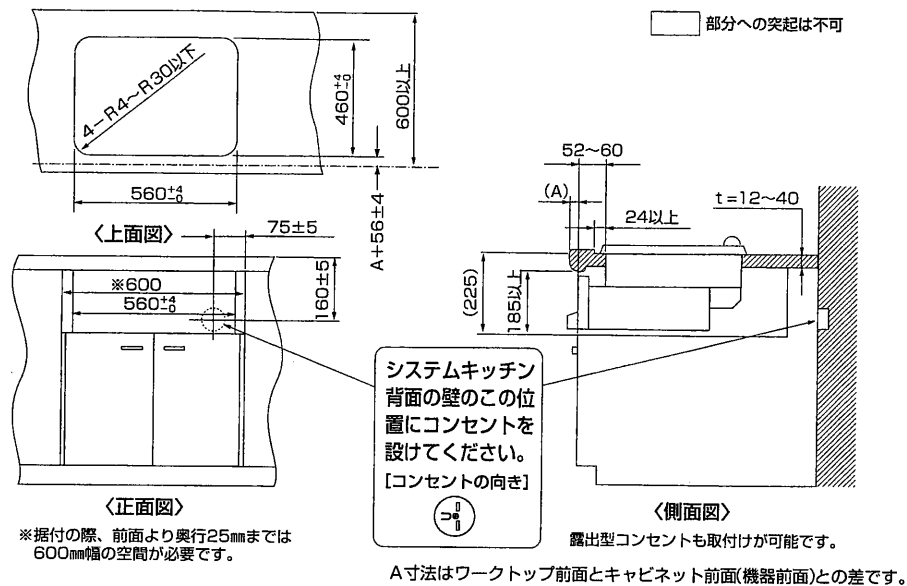 部分への突起は不可
4−R4〜R30以下
460⁺⁴₋₀
600以上
560⁺⁴₋₀
A+56±4
〈上面図〉
75±5
160±5
※600
560⁺⁴₋₀
〈正面図〉
※据付の際、前面より奥行25㎜までは
600㎜幅の空間が必要です。
システムキッチン
背面の壁のこの位
置にコンセントを
設けてください。
[コンセントの向き]
52〜60
(A)
24以上
t=12〜40
(225)
185以上
〈側面図〉
露出型コンセントも取付けが可能です。
A寸法はワークトップ前面とキャビネット前面(機器前面)との差です。